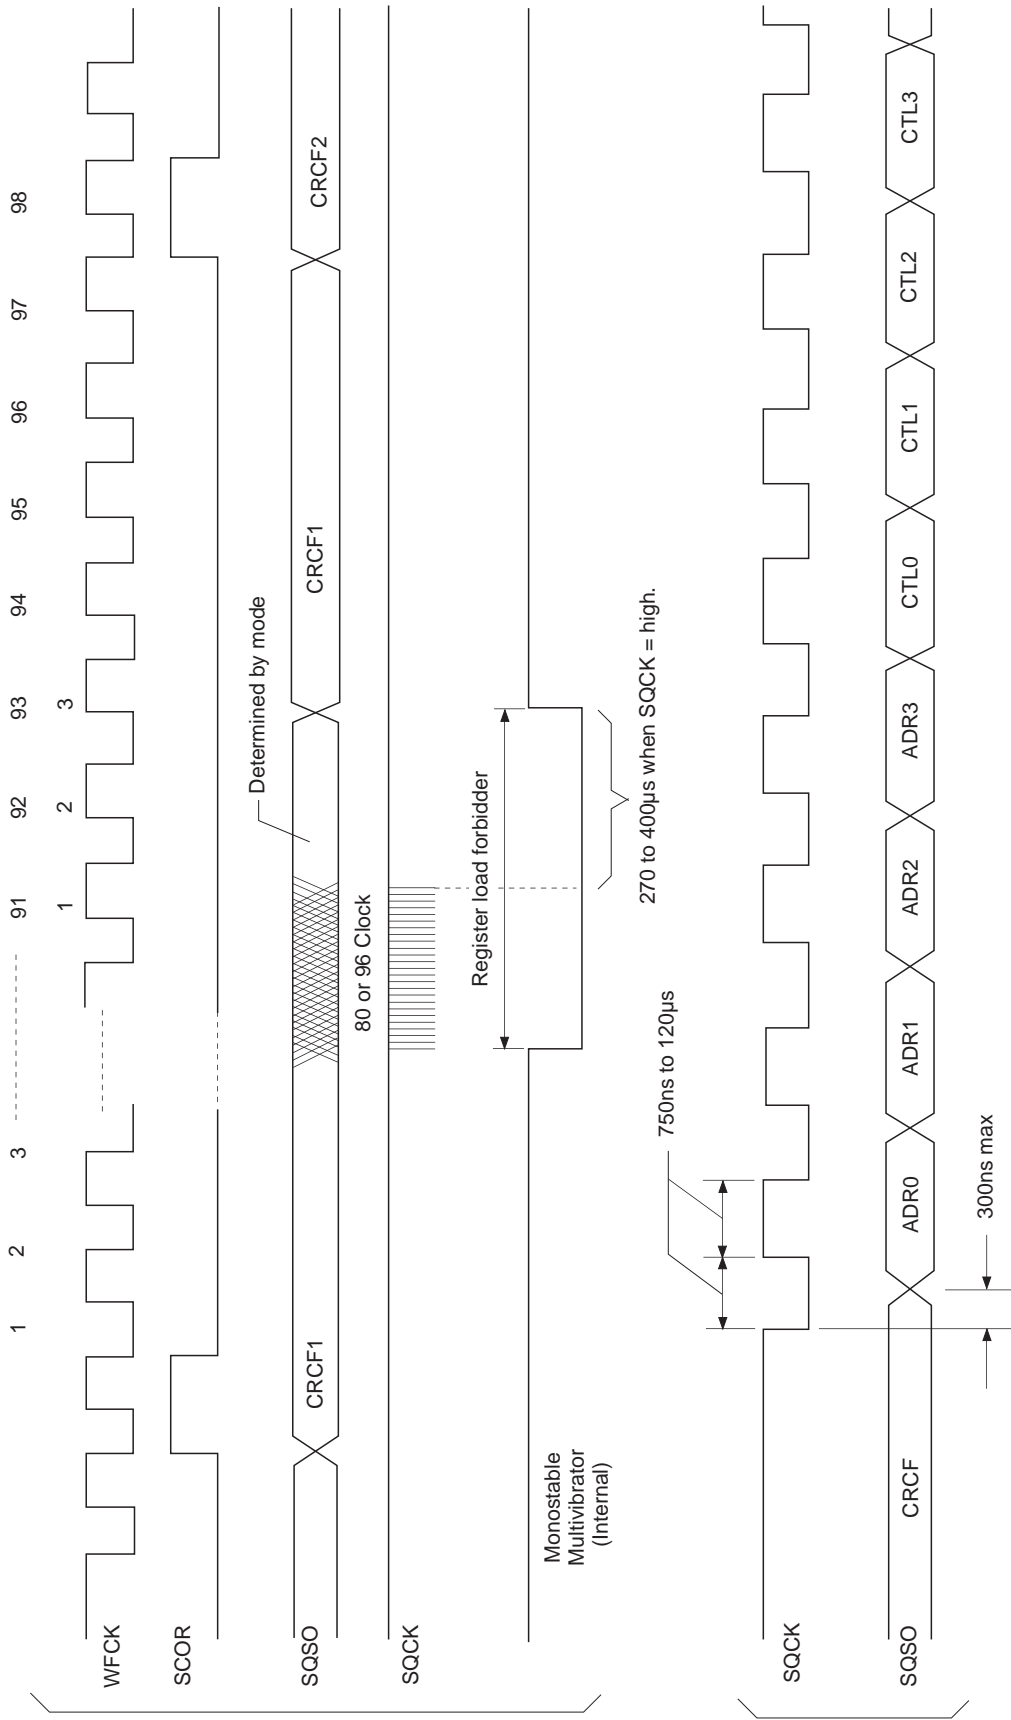 1 2 3 91 92 93 94 95 96 97 98
1 2 3
WFCK
SCOR
Determined by mode
SQSO CRCF1 CRCF1 CRCF2
80 or 96 Clock
SQCK
Register load forbidder
Monostable
Multivibrator
(Internal)
270 to 400μs when SQCK = high.
750ns to 120μs
SQCK
SQSO CRCF ADR0 ADR1 ADR2 ADR3 CTL0 CTL1 CTL2 CTL3
300ns max